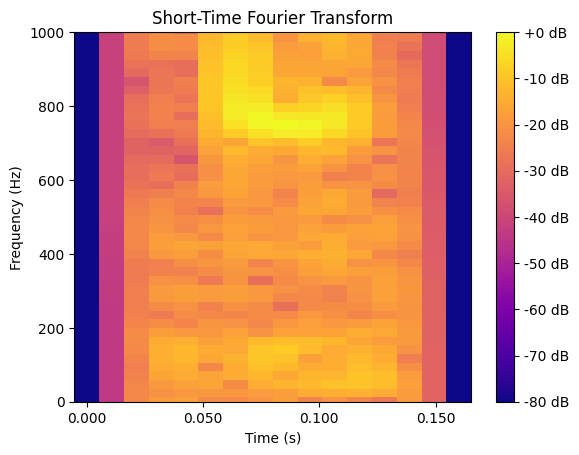 Short-Time Fourier Transform
1000
800
600
400
200
0
Frequency (Hz)
0.000
0.050
0.100
0.150
Time (s)
+0 dB
-10 dB
-20 dB
-30 dB
-40 dB
-50 dB
-60 dB
-70 dB
-80 dB